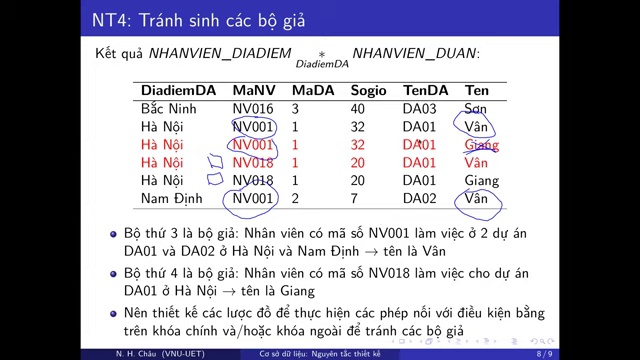 NT4: Tránh sinh các bộ giả
Kết quả NHANVIEN_DIADIEM * NHANVIEN_DUAN:
DiadiemDA
DiadiemDA MaNV MaDA Sogio TenDA Ten
Bắc Ninh NV016 3 40 DA03 Sơn
Hà Nội NV001 1 32 DA01 Vân
Hà Nội NV001 1 32 DA01 Giang
Hà Nội NV018 1 20 DA01 Vân
Hà Nội NV018 1 20 DA01 Giang
Nam Định NV001 2 7 DA02 Vân
Bộ thứ 3 là bộ giả: Nhân viên có mã số NV001 làm việc ở 2 dự án
DA01 và DA02 ở Hà Nội và Nam Định → tên là Vân
Bộ thứ 4 là bộ giả: Nhân viên có mã số NV018 làm việc cho dự án
DA01 ở Hà Nội → tên là Giang
Nên thiết kế các lược đồ để thực hiện các phép nối với điều kiện bằng
trên khóa chính và/hoặc khóa ngoài để tránh các bộ giả
N. H. Châu (VNU-UET) Cơ sở dữ liệu: Nguyên tắc thiết kế 8 / 9